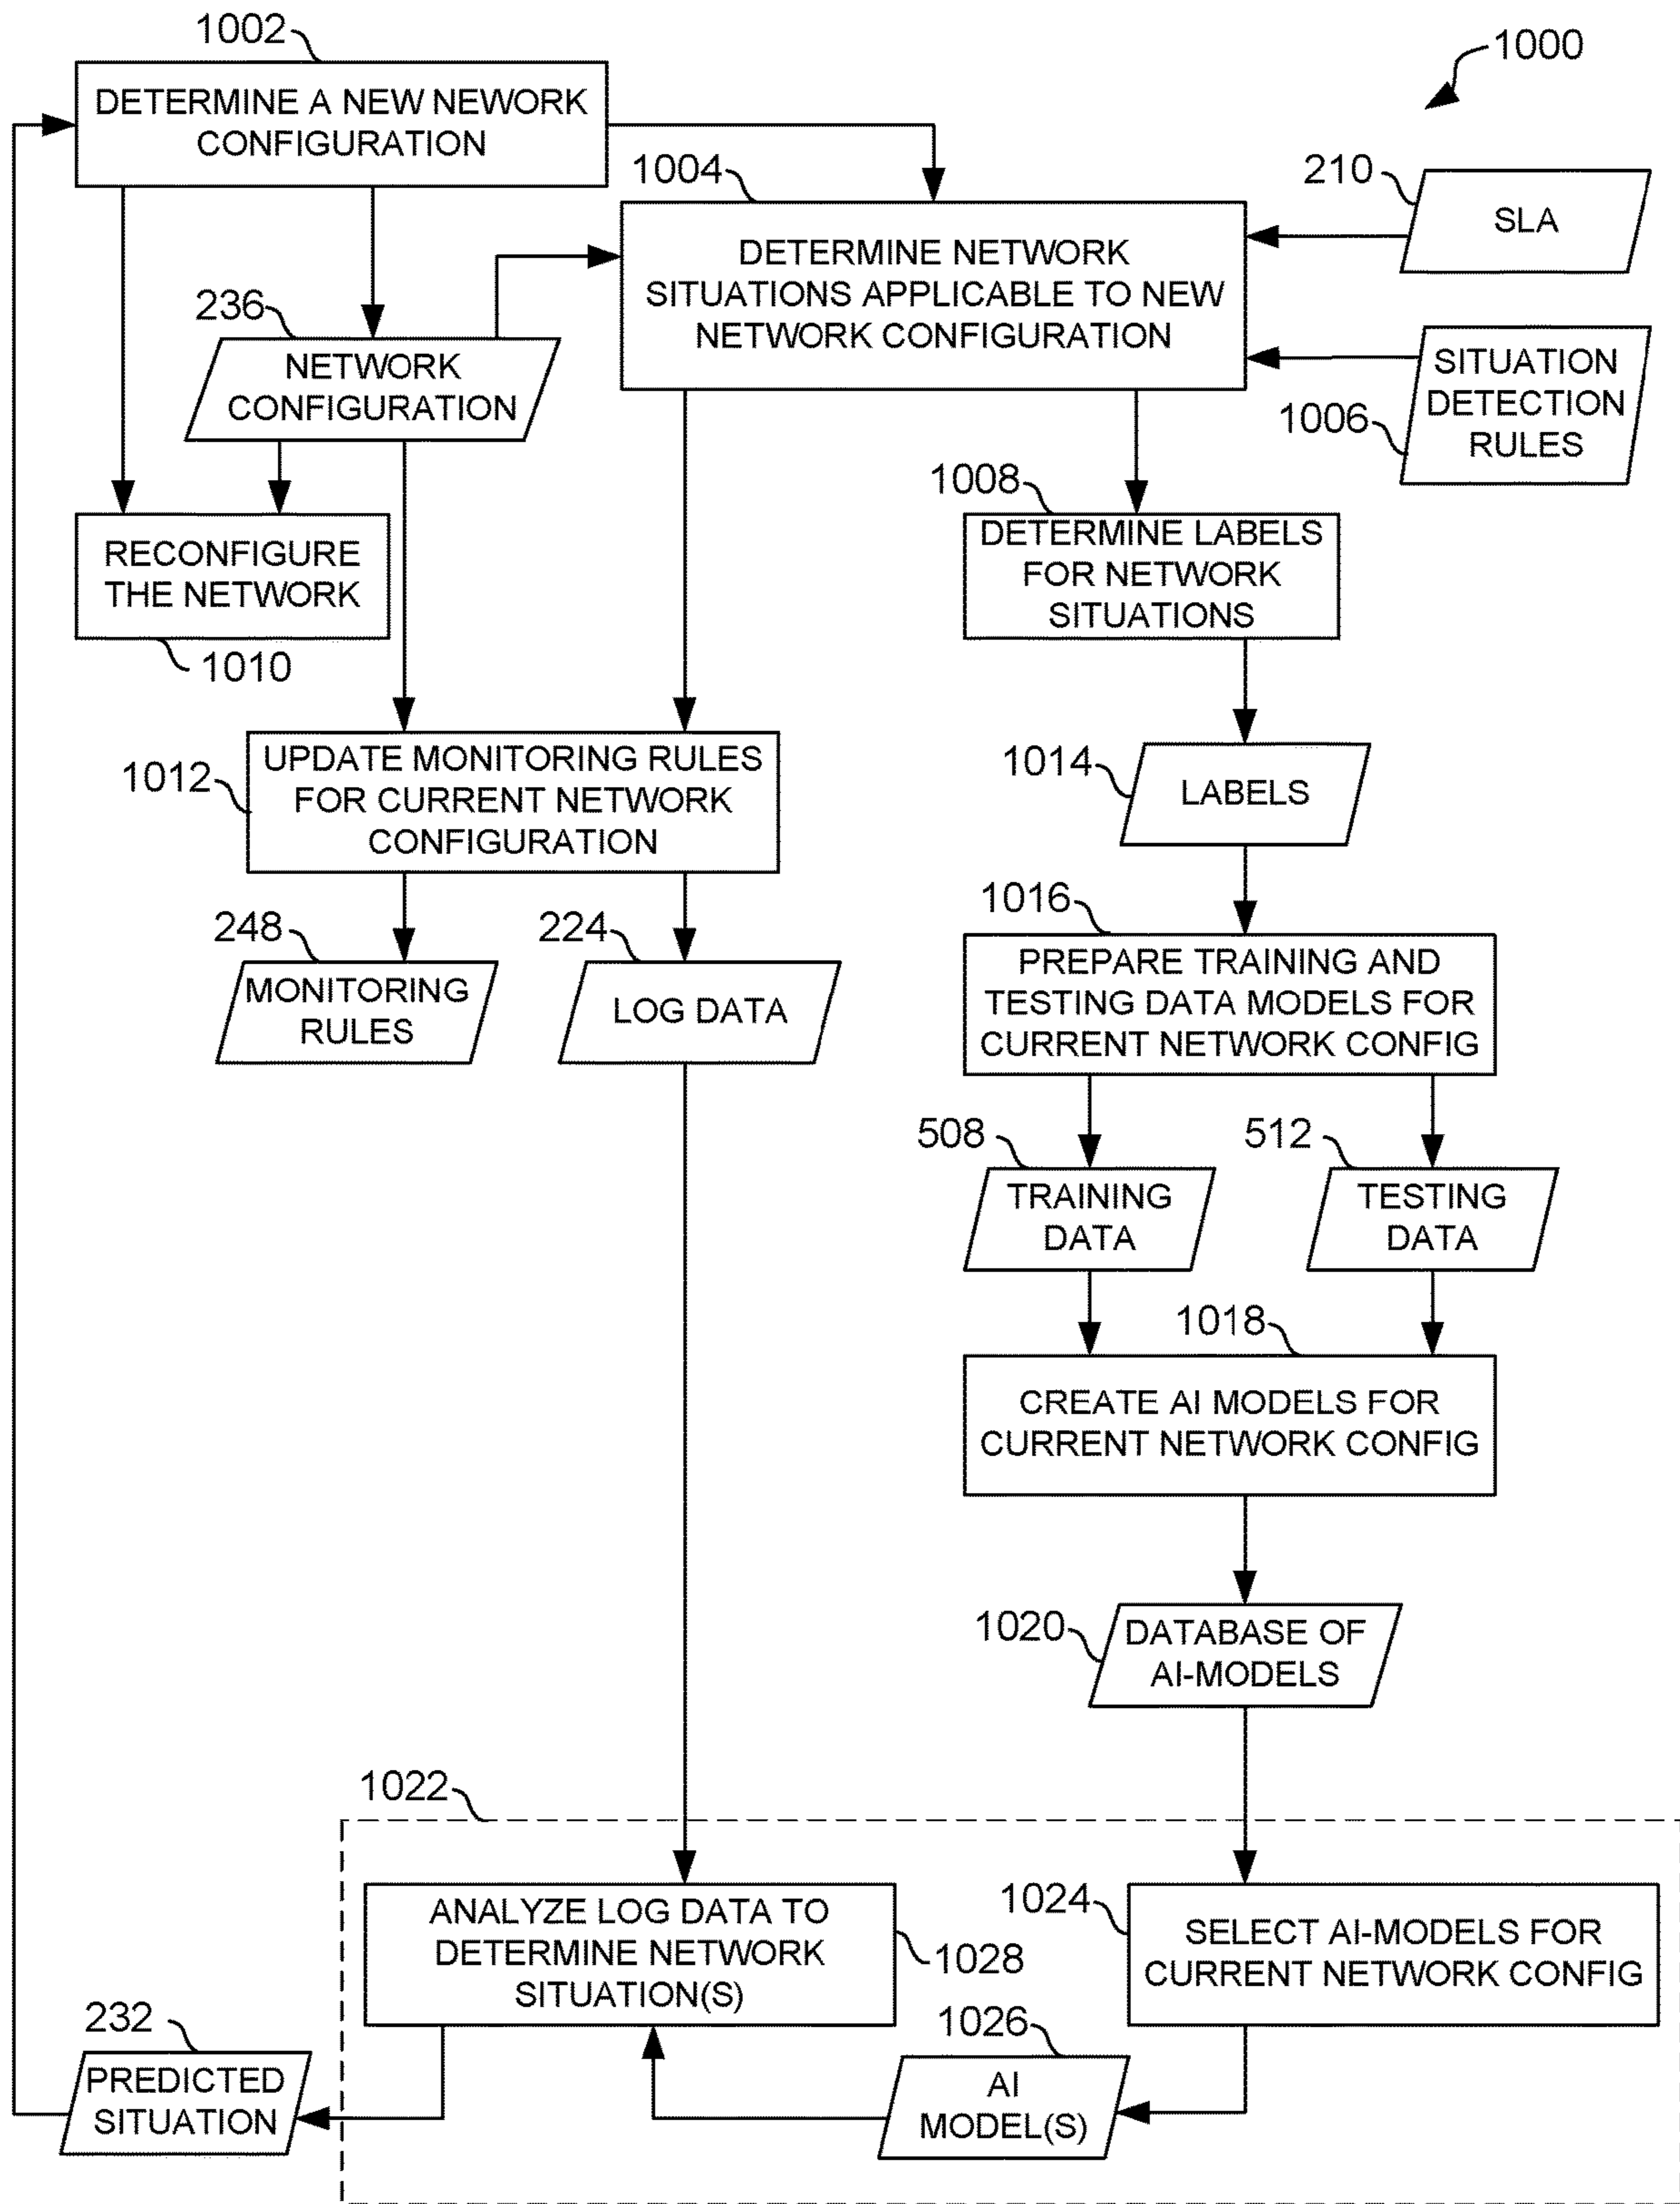 1002
1000
DETERMINE A NEW NEWORK
CONFIGURATION
1004
210
SLA
DETERMINE NETWORK
SITUATIONS APPLICABLE TO NEW
NETWORK CONFIGURATION
236
NETWORK
CONFIGURATION
SITUATION
DETECTION
RULES
1006
1008
DETERMINE LABELS
FOR NETWORK
SITUATIONS
RECONFIGURE
THE NETWORK
1010
1012
UPDATE MONITORING RULES
FOR CURRENT NETWORK
CONFIGURATION
1014
LABELS
1016
248
224
MONITORING
RULES
LOG DATA
PREPARE TRAINING AND
TESTING DATA MODELS FOR
CURRENT NETWORK CONFIG
508
512
TRAINING
DATA
TESTING
DATA
1018
CREATE AI MODELS FOR
CURRENT NETWORK CONFIG
1020
DATABASE OF
AI-MODELS
1022
ANALYZE LOG DATA TO
DETERMINE NETWORK
SITUATION(S)
1028
1024
SELECT AI-MODELS FOR
CURRENT NETWORK CONFIG
232
PREDICTED
SITUATION
1026
AI
MODEL(S)